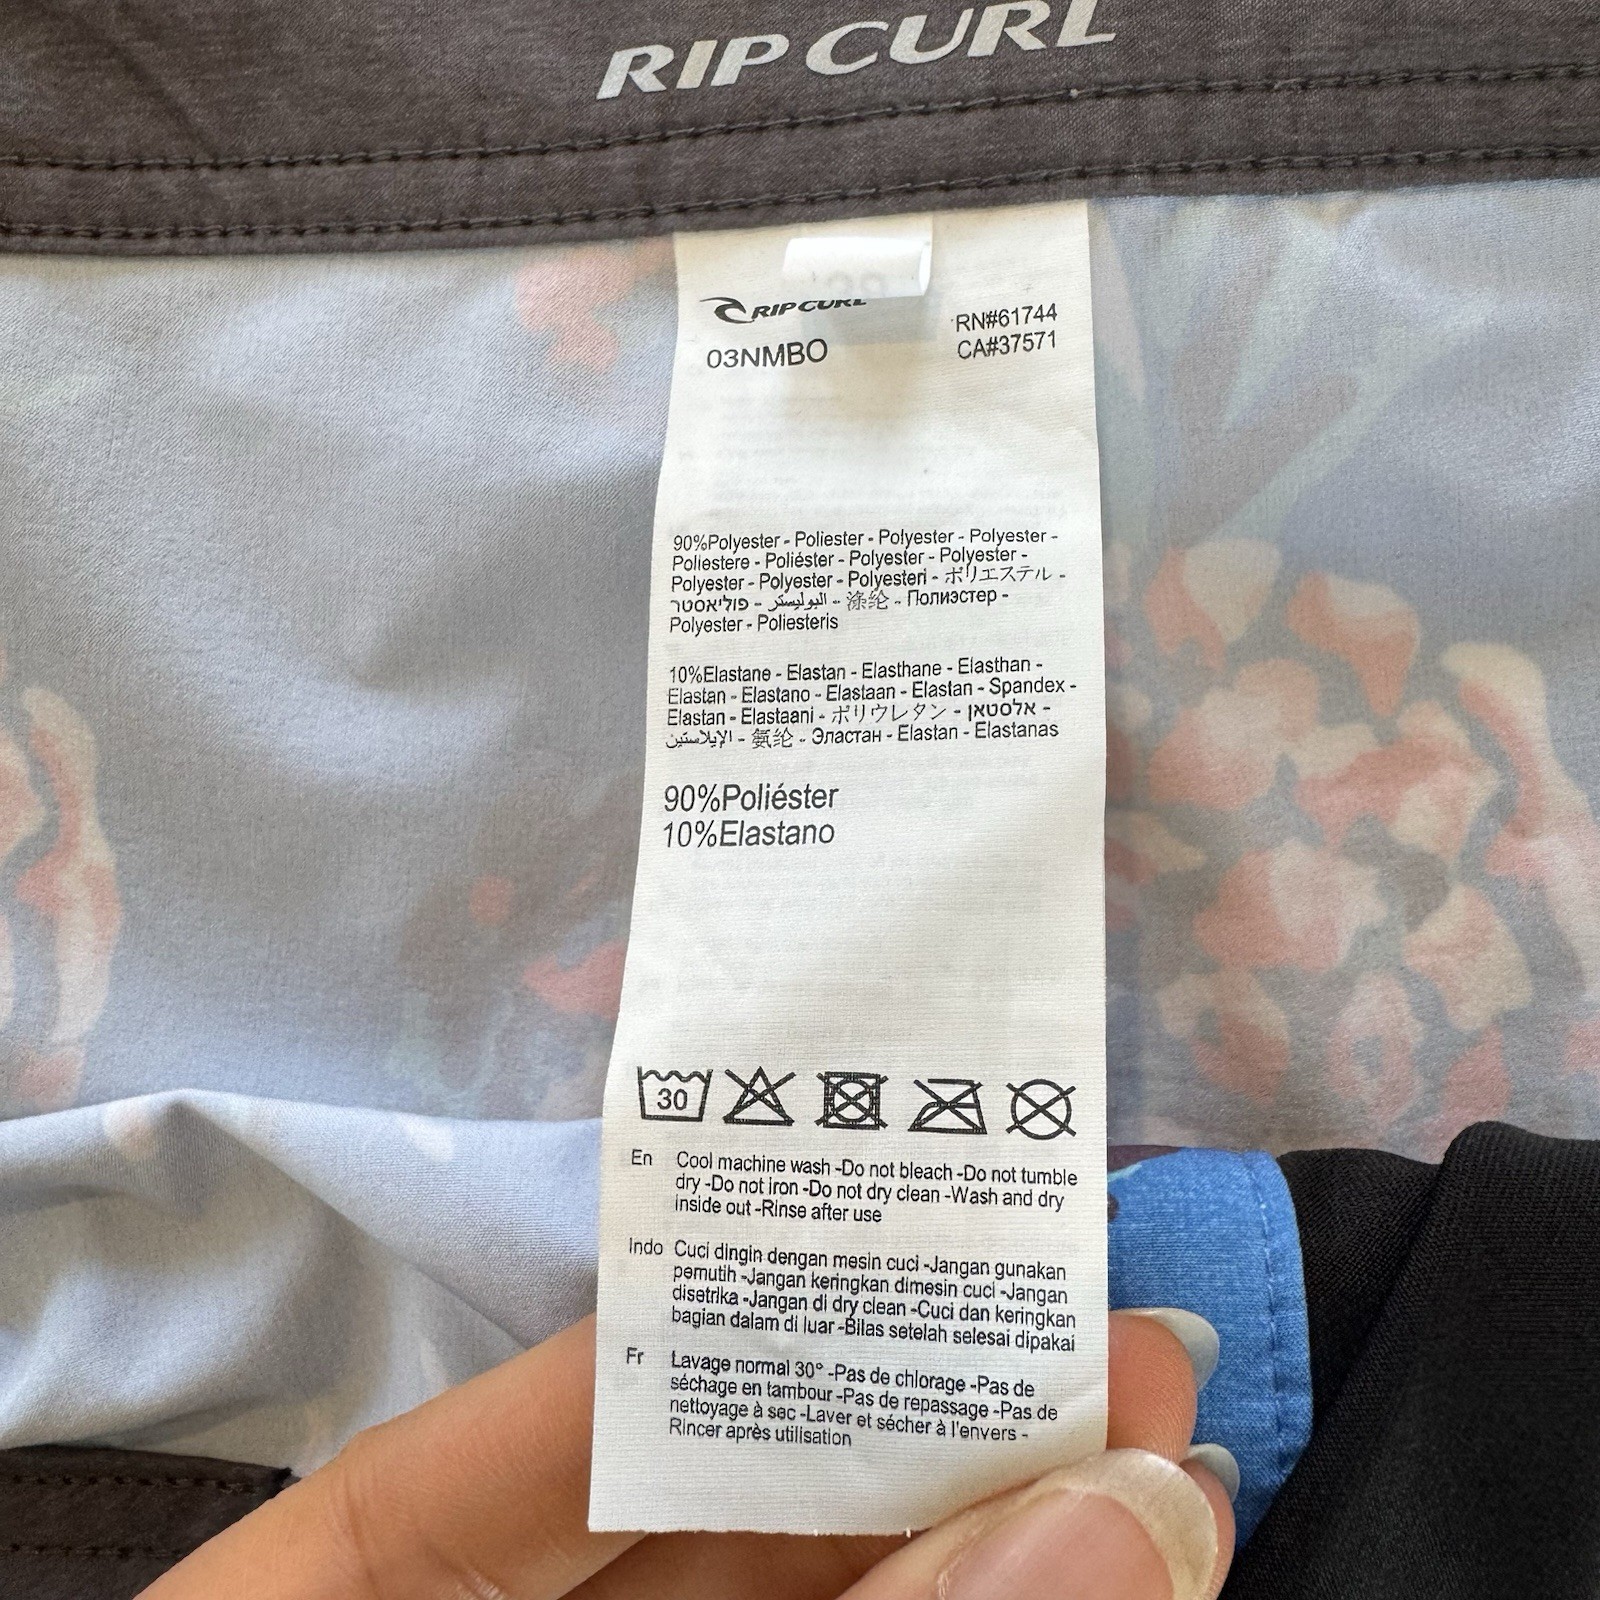 RIP CURL
RIP CURL
RN#61744
03NMBO
CA#37571
90%Polyester - Poliester - Polyester - Polyester -
Poliestere - Poliéster - Polyester - Polyester -
Polyester - Polyester - Polyesteri - ポリエステル -
פוליאסטר - البوليستر - 涤纶 - Полиэстер -
Polyester - Poliesteris
10%Elastane - Elastan - Elasthane - Elasthan -
Elastan - Elastano - Elastaan - Elastan - Spandex -
Elastan - Elastaani - ポリウレタン - אלסטאן -
الإيلاستين - 氨纶 - Эластан - Elastan - Elastanas
90%Poliéster
10%Elastano
30
En Cool machine wash -Do not bleach -Do not tumble
dry -Do not iron -Do not dry clean -Wash and dry
inside out -Rinse after use
Indo Cuci dingin dengan mesin cuci -Jangan gunakan
pemutih -Jangan keringkan dimesin cuci -Jangan
disetrika -Jangan di dry clean -Cuci dan keringkan
bagian dalam di luar -Bilas setelah selesai dipakai
Fr Lavage normal 30° -Pas de chlorage -Pas de
séchage en tambour -Pas de repassage -Pas de
nettoyage à sec -Laver et sécher à l'envers -
Rincer après utilisation